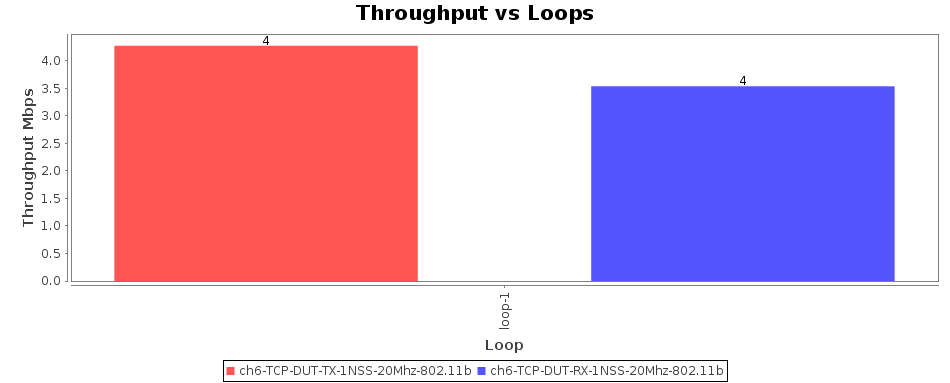 Throughput vs Loops
4
4
4.0
3.5
3.0
2.5
2.0
1.5
1.0
0.5
0.0
Throughput Mbps
loop-1
Loop
ch6-TCP-DUT-TX-1NSS-20Mhz-802.11b ch6-TCP-DUT-RX-1NSS-20Mhz-802.11b